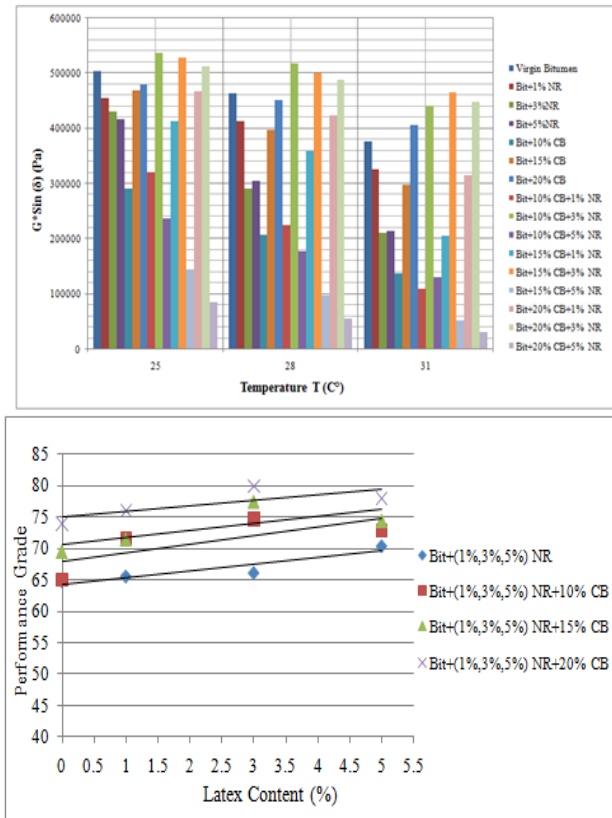 600000
500000
400000
300000
200000
100000
0
G*Sin (δ) (Pa)
25 28 31
Temperature T (C°)
Virgin Bitumen
Bit+1% NR
Bit+3%NR
Bit+5%NR
Bit+10% CB
Bit+15% CB
Bit+20% CB
Bit+10% CB+1% NR
Bit+10% CB+3% NR
Bit+10% CB+5% NR
Bit+15% CB+1% NR
Bit+15% CB+3% NR
Bit+15% CB+5% NR
Bit+20% CB+1% NR
Bit+20% CB+3% NR
Bit+20% CB+5% NR
85
80
75
70
65
60
55
50
45
40
Performance Grade
0 0.5 1 1.5 2 2.5 3 3.5 4 4.5 5 5.5
Latex Content (%)
Bit+(1%,3%,5%) NR
Bit+(1%,3%,5%) NR+10% CB
Bit+(1%,3%,5%) NR+15% CB
Bit+(1%,3%,5%) NR+20% CB